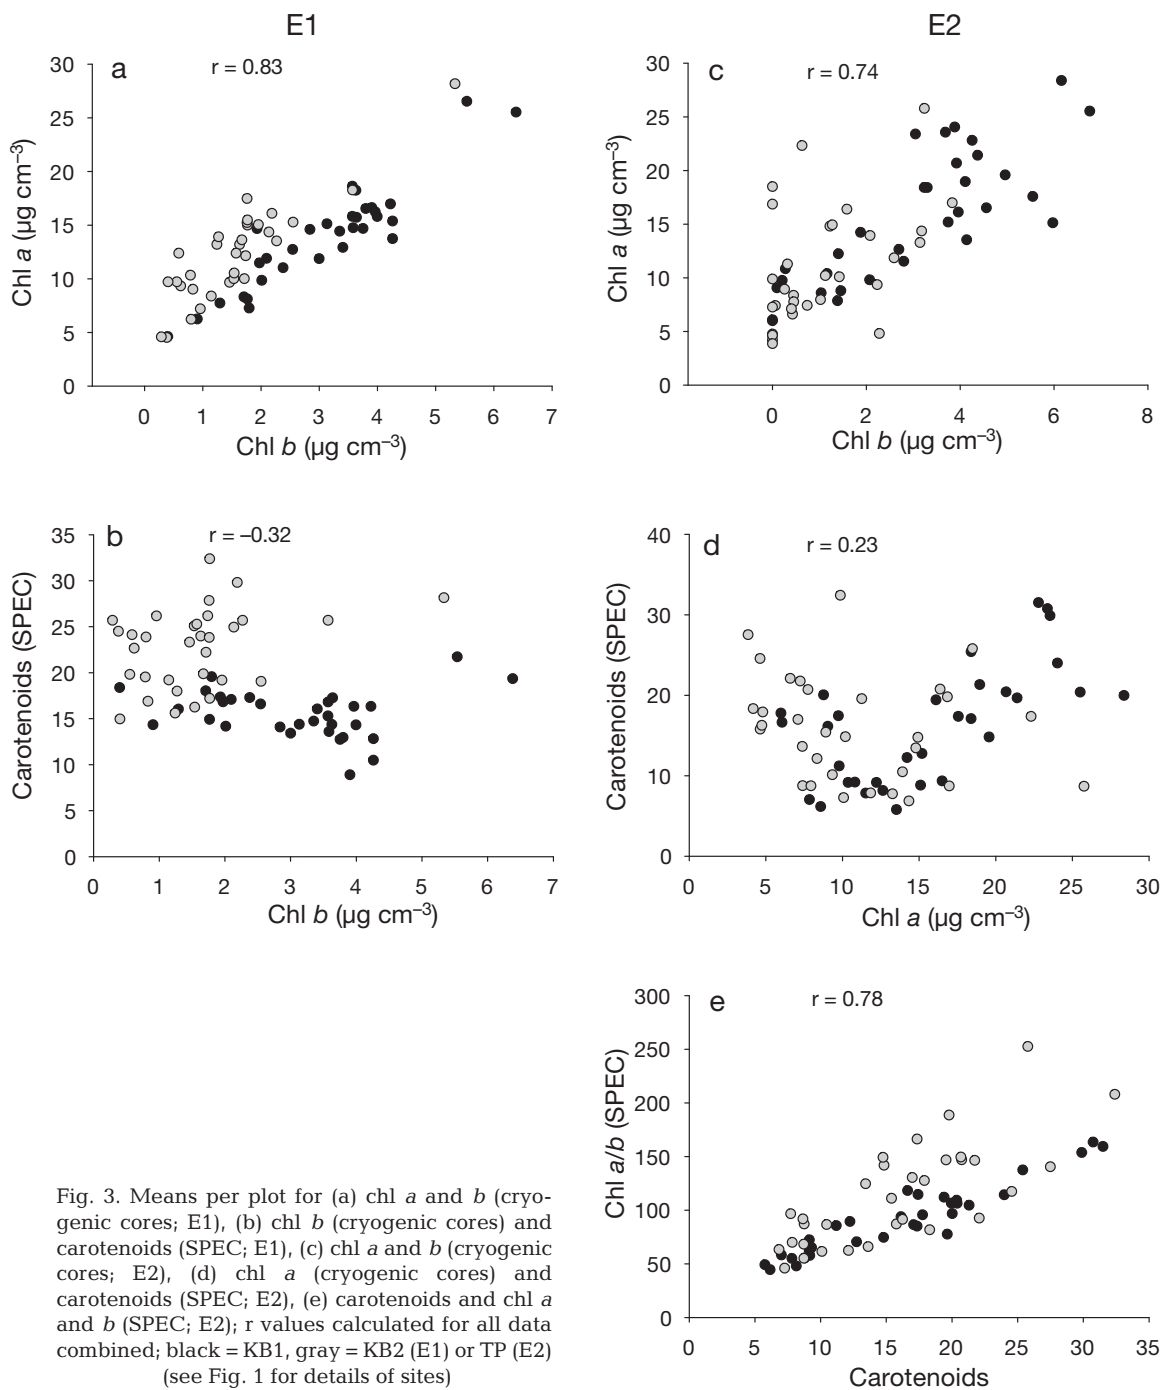 E1
E2
a
r = 0.83
30
25
20
15
10
5
0
Chl a (µg cm–3)
0 1 2 3 4 5 6 7
Chl b (µg cm–3)
c
r = 0.74
30
25
20
15
10
5
0
Chl a (µg cm–3)
0 2 4 6 8
Chl b (µg cm–3)
b
r = –0.32
35
30
25
20
15
10
5
0
Carotenoids (SPEC)
0 1 2 3 4 5 6 7
Chl b (µg cm–3)
d
r = 0.23
40
30
20
10
0
Carotenoids (SPEC)
0 5 10 15 20 25 30
Chl a (µg cm–3)
e
r = 0.78
300
250
200
150
100
50
0
Chl a/b (SPEC)
0 5 10 15 20 25 30 35
Carotenoids
Fig. 3. Means per plot for (a) chl a and b (cryo-
genic cores; E1), (b) chl b (cryogenic cores) and
carotenoids (SPEC; E1), (c) chl a and b (cryogenic
cores; E2), (d) chl a (cryogenic cores) and
carotenoids (SPEC; E2), (e) carotenoids and chl a
and b (SPEC; E2); r values calculated for all data
combined; black = KB1, gray = KB2 (E1) or TP (E2)
(see Fig. 1 for details of sites)